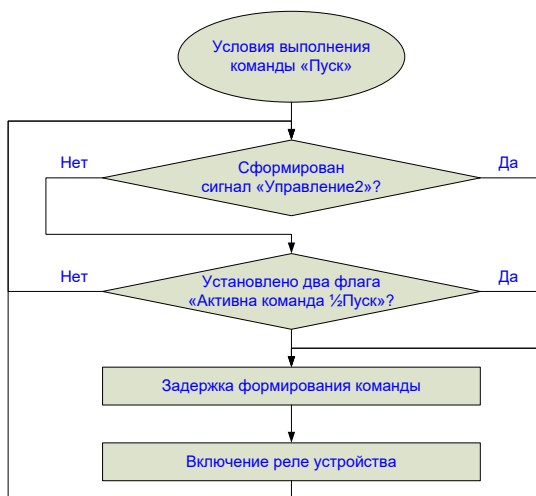 Условия выполнения
команды «Пуск»
Нет
Сформирован
сигнал «Управление2»?
Да
Нет
Установлено два флага
«Активна команда ½Пуск»?
Да
Задержка формирования команды
Включение реле устройства